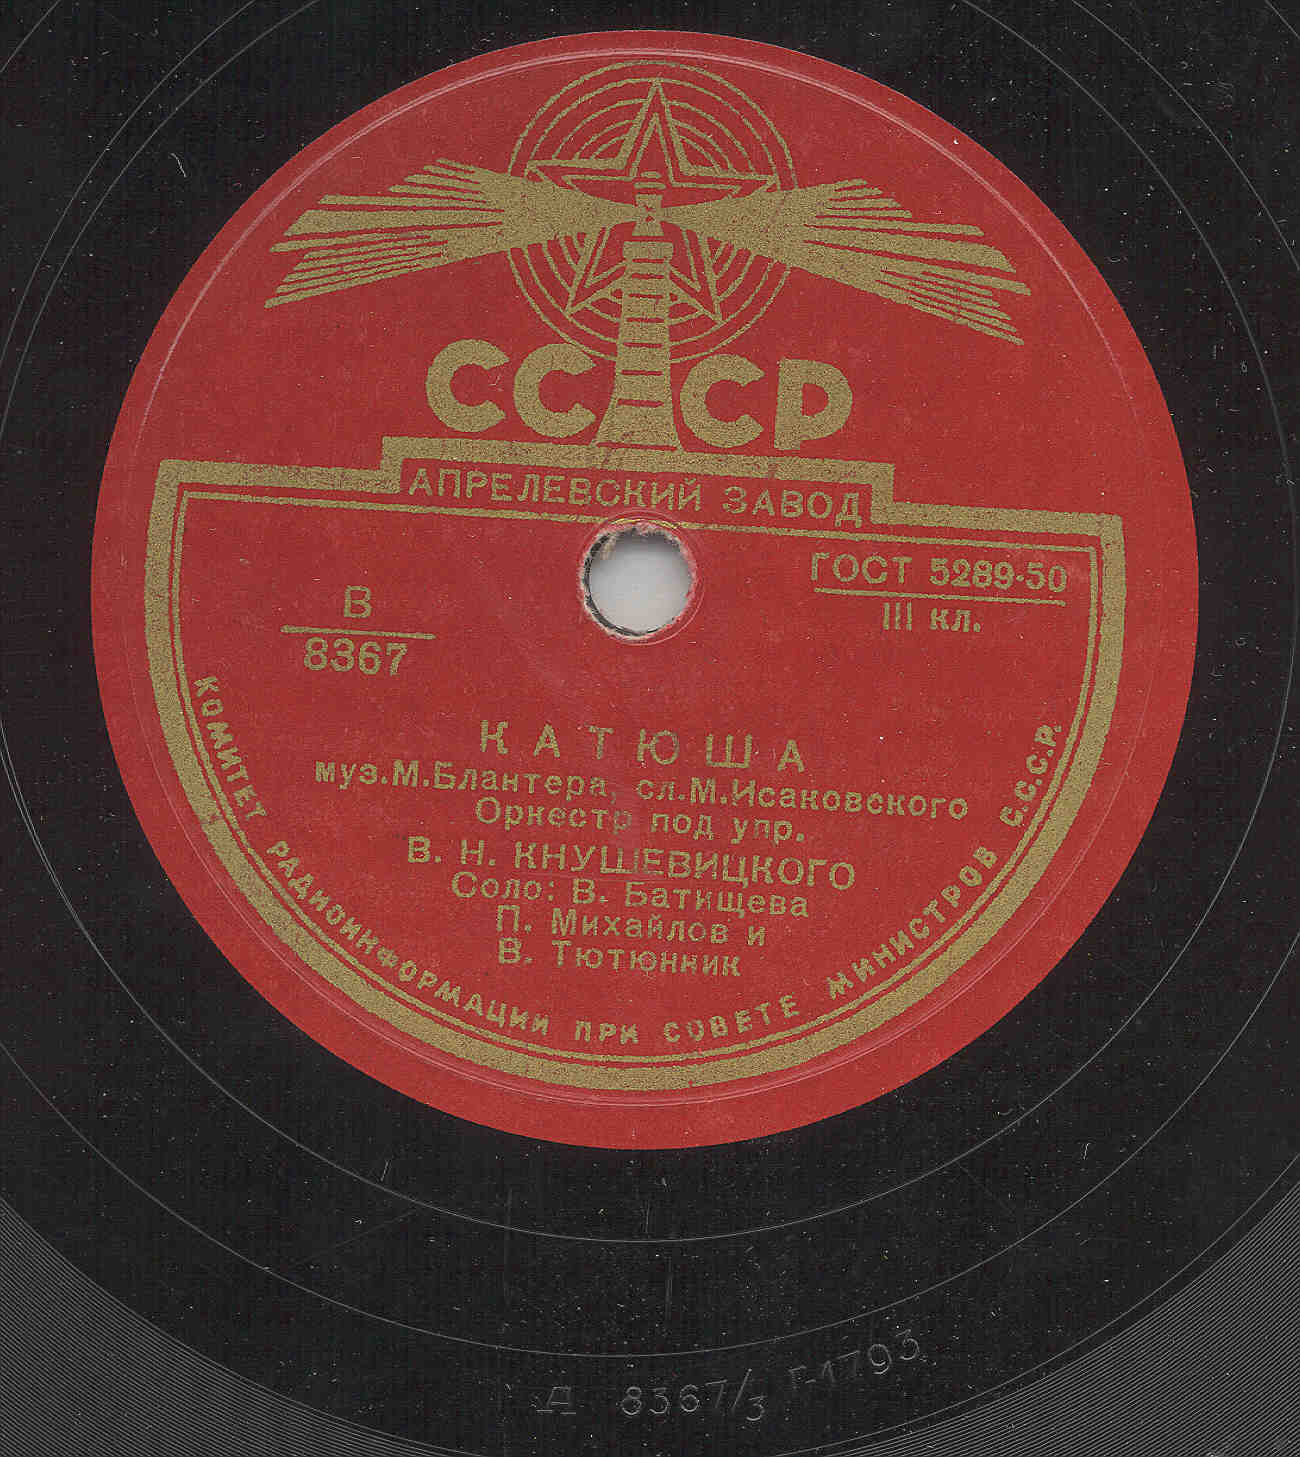 СССР
АПРЕЛЕВСКИЙ ЗАВОД
ГОСТ 5289-50
III кл.
В
8367
КАТЮША
муз.М.Блантера, сл.М.Исаковского
Оркестр под упр.
В. Н. КНУШЕВИЦКОГО
Соло: В. Батищева
П. Михайлов и
В. Тютюнник
КОМИТЕТ РАДИОИНФОРМАЦИИ ПРИ СОВЕТЕ МИНИСТРОВ С.С.С.Р.
А 8367/3 Г-1793